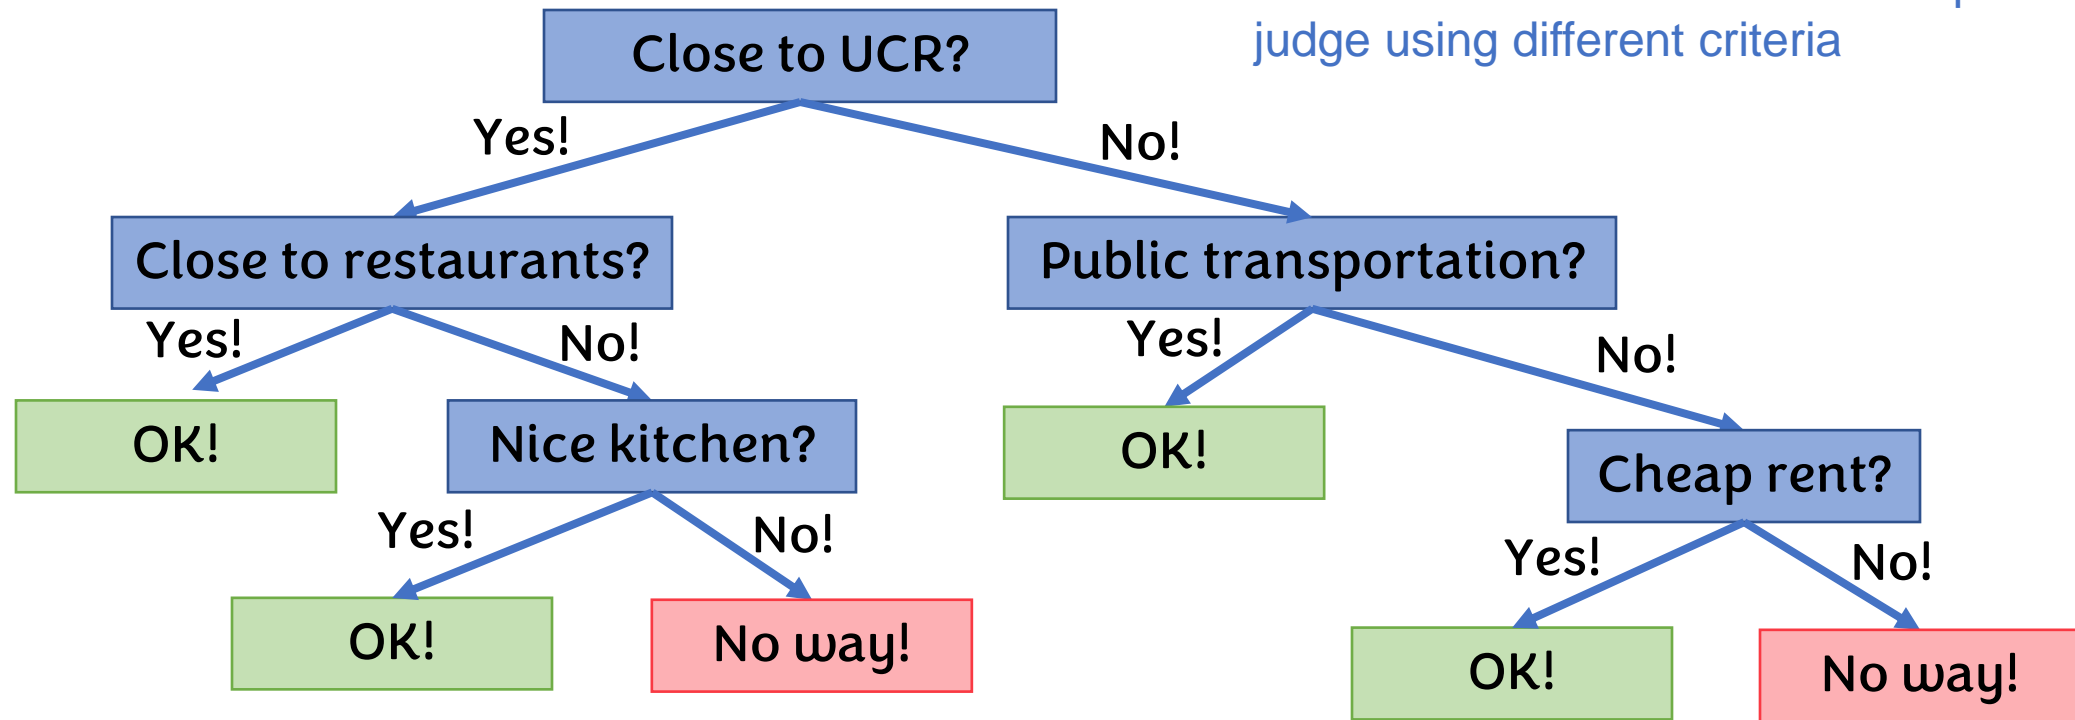 judge using different criteria
Close to UCR?
Yes!
No!
Close to restaurants?
Public transportation?
Yes!
No!
Yes!
No!
OK!
Nice kitchen?
OK!
Cheap rent?
Yes!
No!
Yes!
No!
OK!
No way!
OK!
No way!